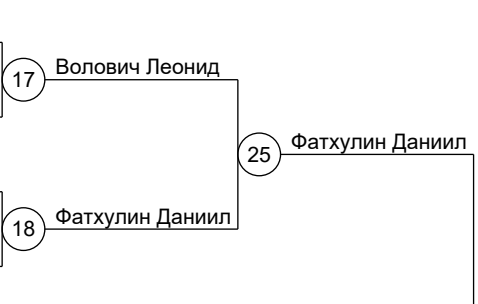 17 Волович Леонид
25 Фатхулин Даниил
18 Фатхулин Даниил